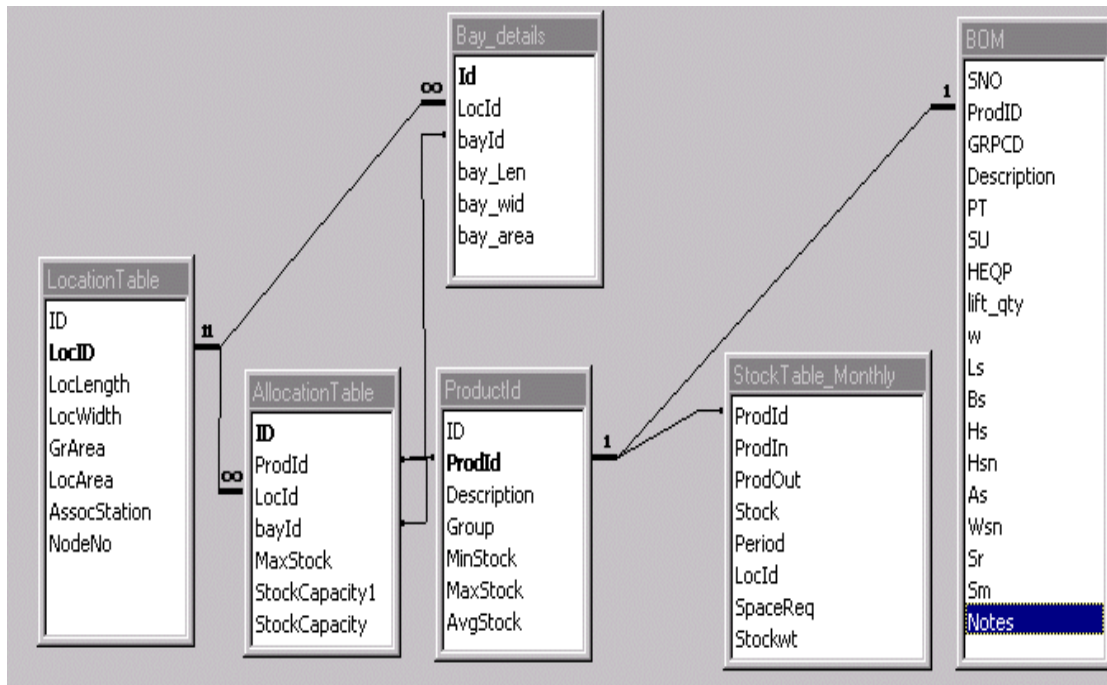 Bay_details
Id
LocId
bayId
bay_Len
bay_wid
bay_area
∞
LocationTable
ID
LocID
LocLength
LocWidth
GrArea
LocArea
AssocStation
NodeNo
11
∞
AllocationTable
ID
ProdId
LocId
bayId
MaxStock
StockCapacity1
StockCapacity
ProductId
ID
ProdId
Description
Group
MinStock
MaxStock
AvgStock
1
StockTable_Monthly
ProdId
ProdIn
ProdOut
Stock
Period
LocId
SpaceReq
Stockwt
1
BOM
SNO
ProdID
GRPCD
Description
PT
SU
HEQP
lift_qty
w
Ls
Bs
Hs
Hsn
As
Wsn
Sr
Sm
Notes